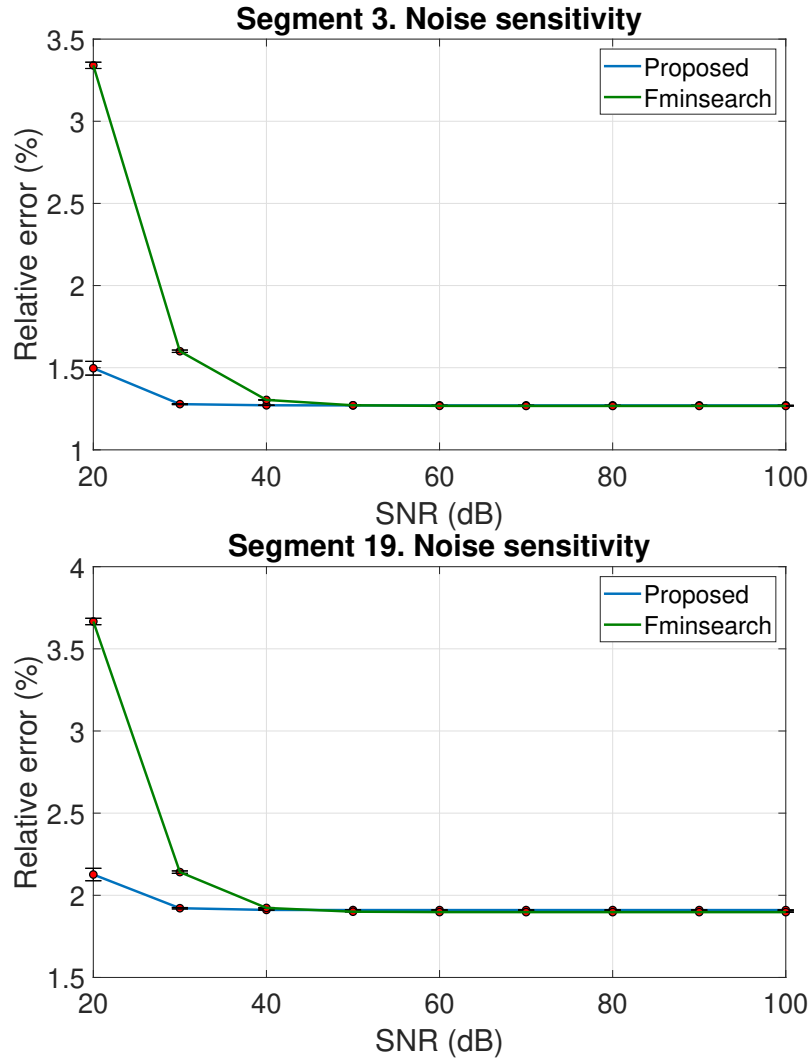 Segment 3. Noise sensitivity
3.5
3
2.5
2
1.5
1
Relative error (%)
Proposed
Fminsearch
20 40 60 80 100
SNR (dB)
Segment 19. Noise sensitivity
4
3.5
3
2.5
2
1.5
Relative error (%)
Proposed
Fminsearch
20 40 60 80 100
SNR (dB)